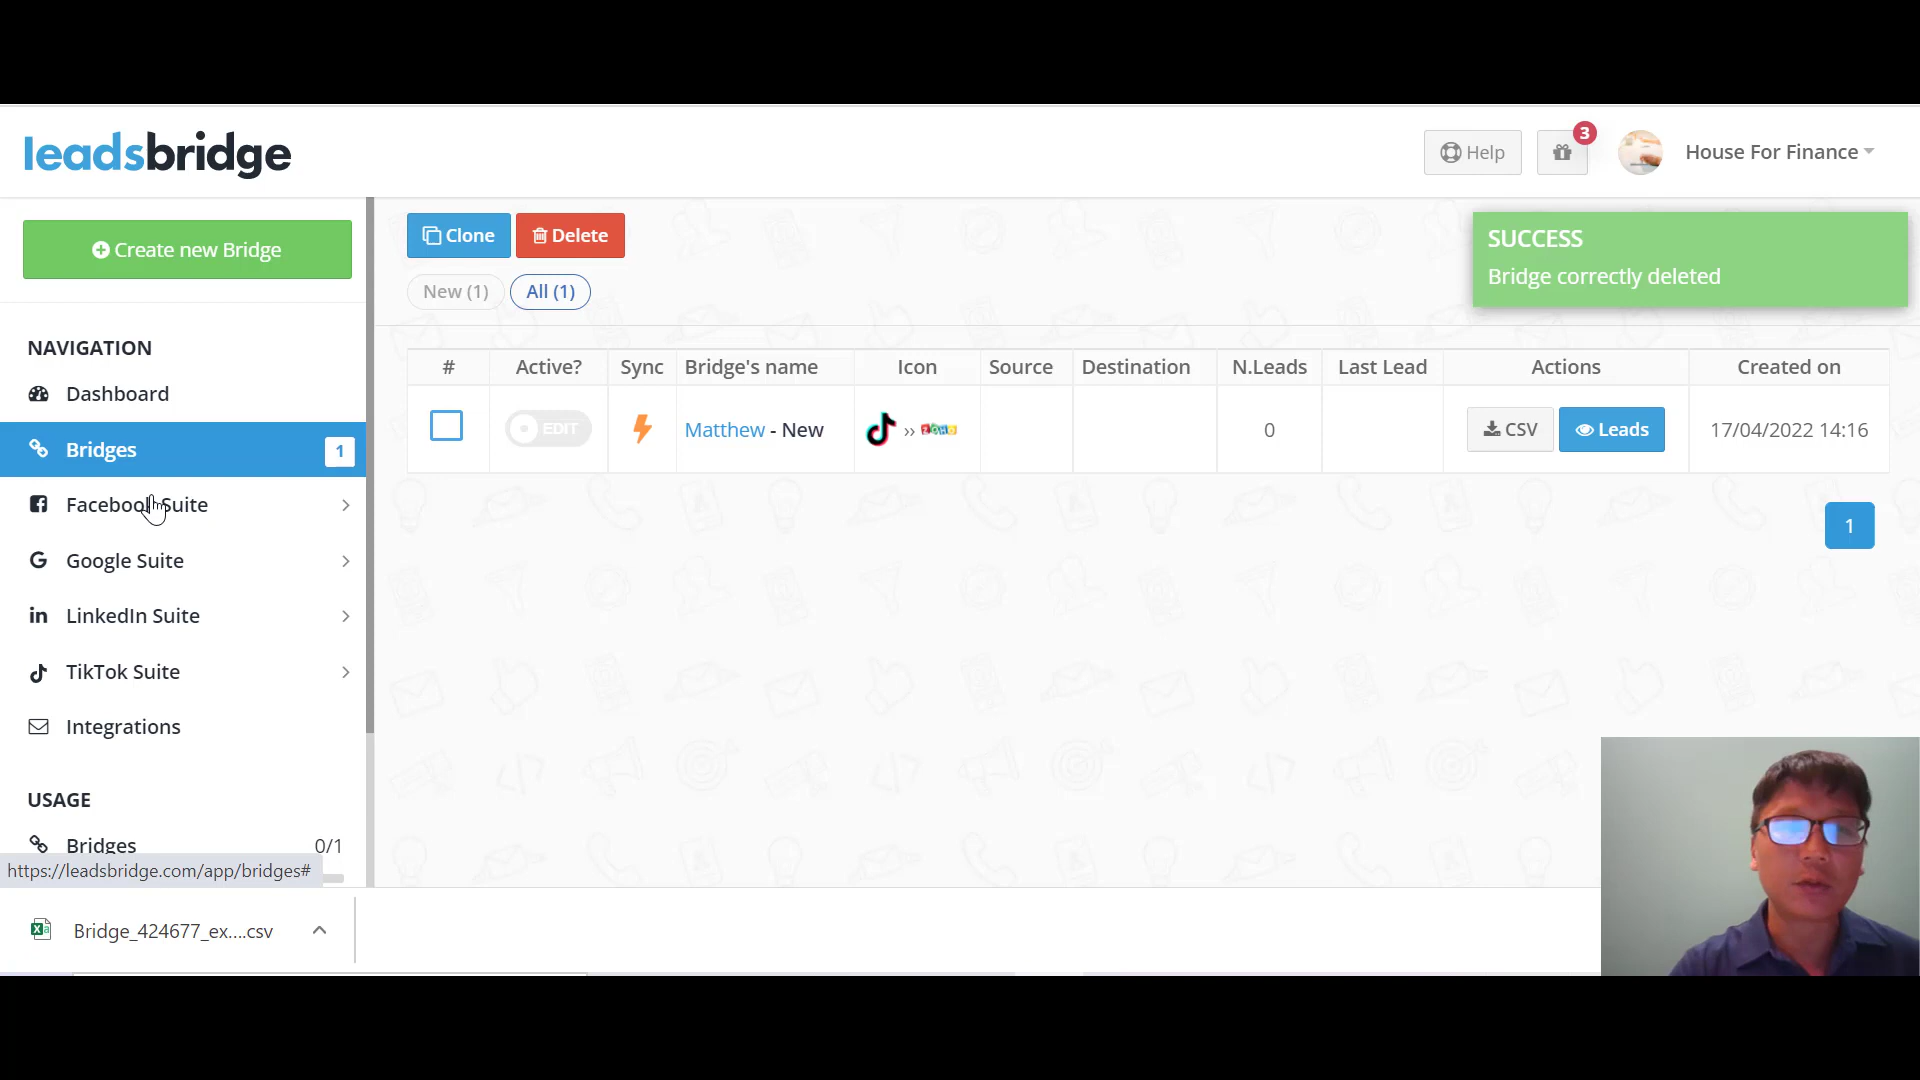 leadsbridge
Help
3
House For Finance
Create new Bridge
Clone
Delete
SUCCESS
Bridge correctly deleted
New (1)
All (1)
NAVIGATION
Dashboard
Bridges
1
Facebook Suite
Google Suite
LinkedIn Suite
TikTok Suite
Integrations
USAGE
Bridges
0/1
https://leadsbridge.com/app/bridges#
# Active? Sync Bridge's name Icon Source Destination N.Leads Last Lead Actions Created on
EDIT Matthew - New ›› ZOHO 0 CSV Leads 17/04/2022 14:16
1
Bridge_424677_ex....csv